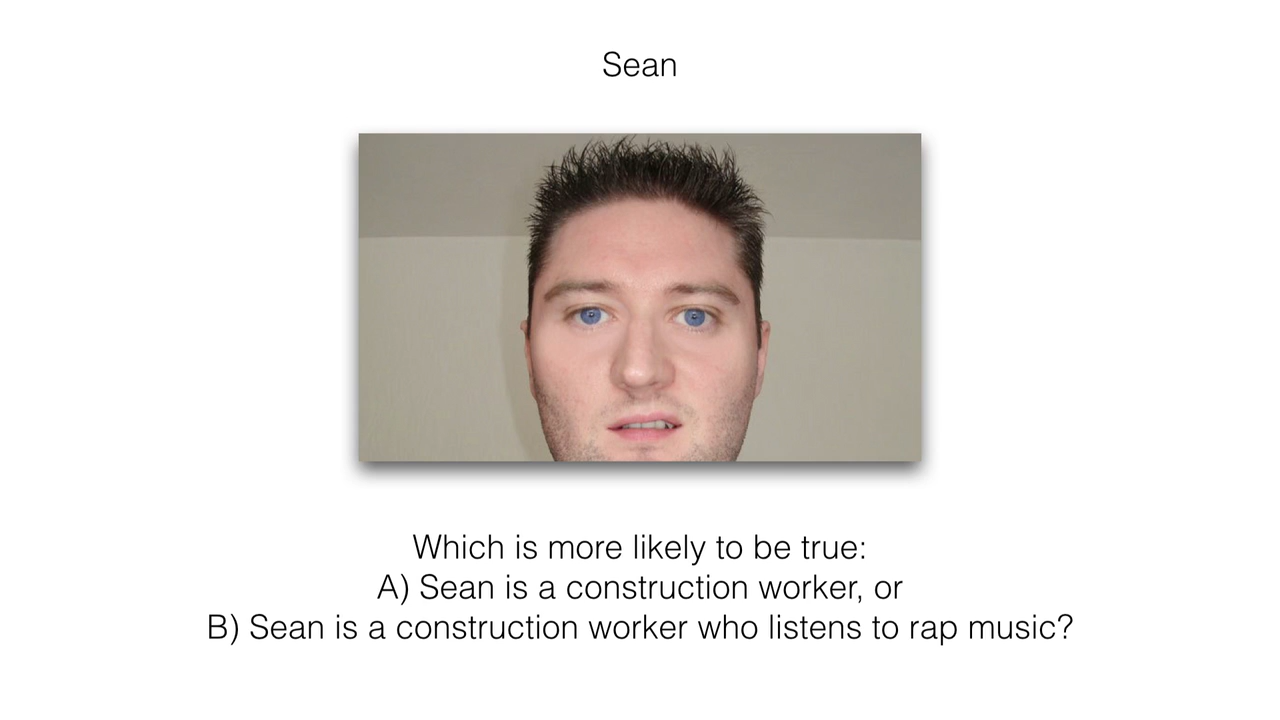 Sean
Which is more likely to be true:
A) Sean is a construction worker, or
B) Sean is a construction worker who listens to rap music?